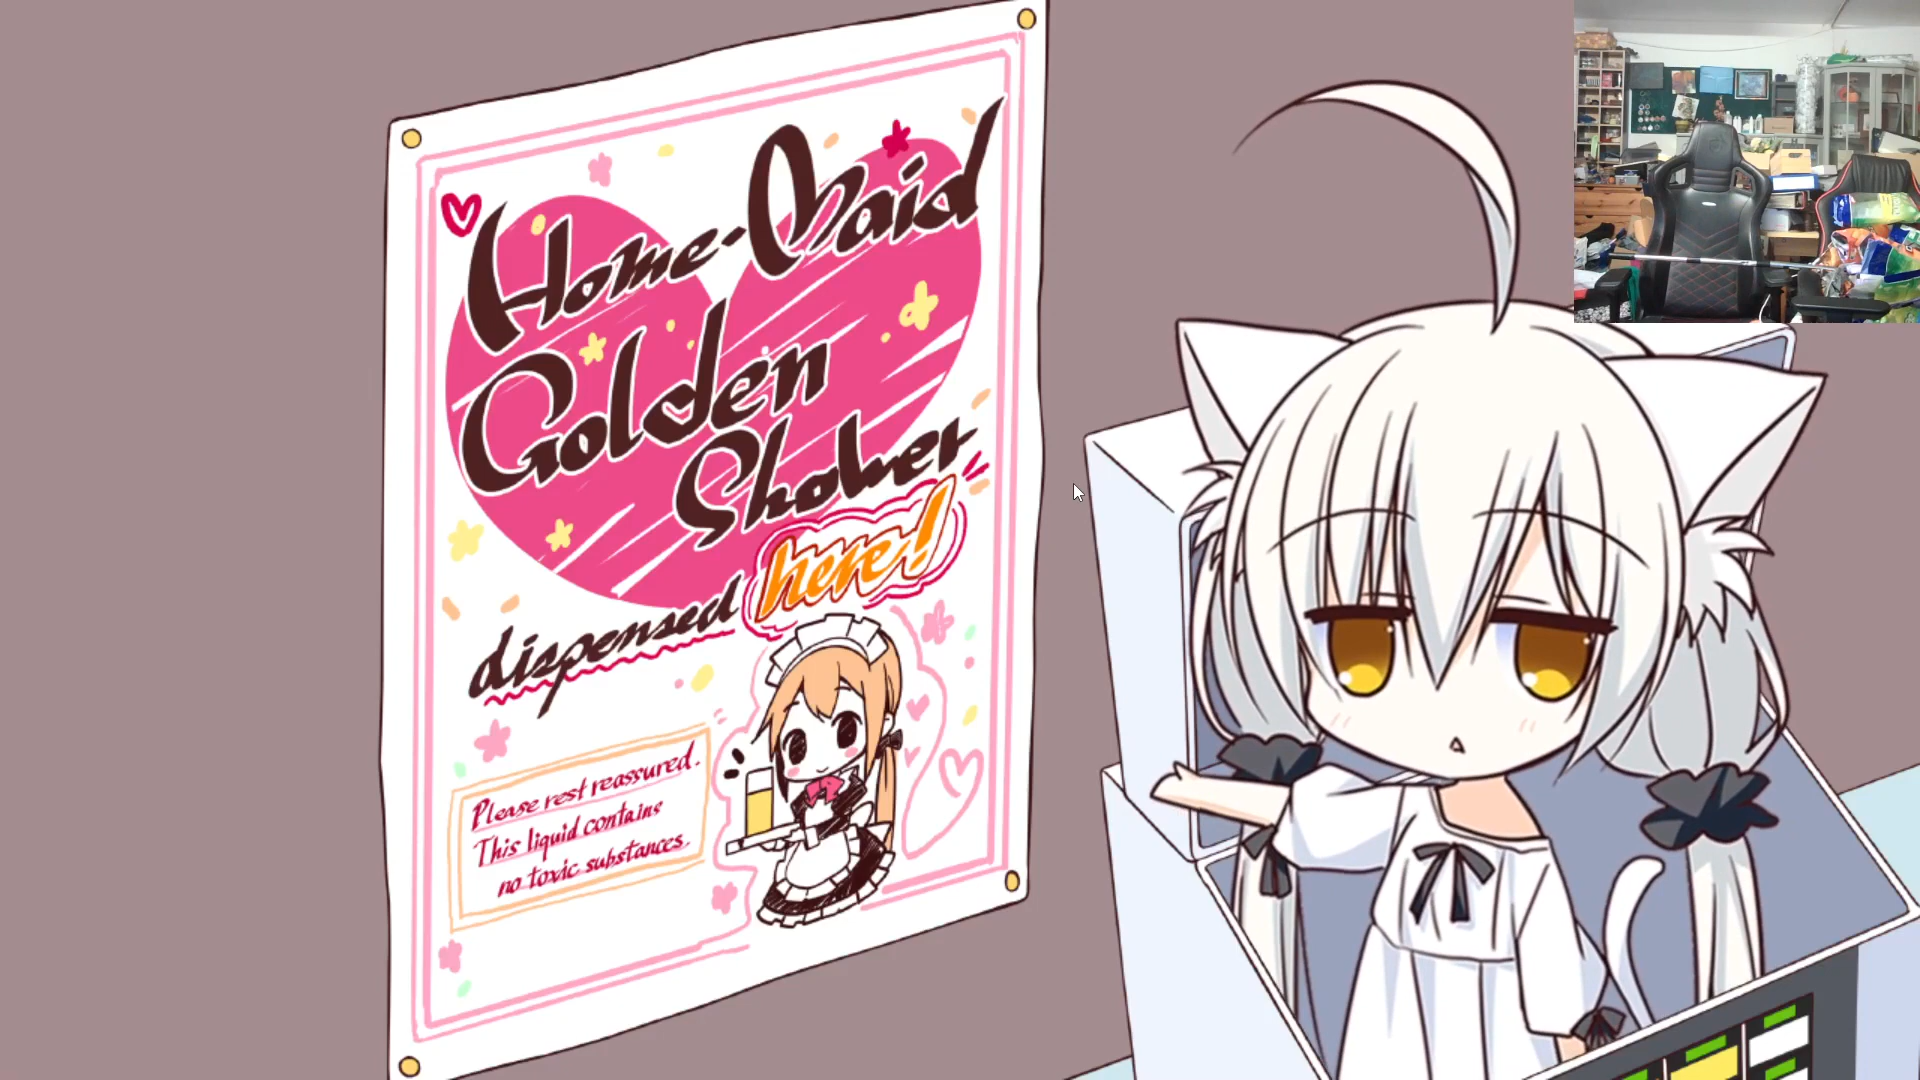 Home-Maid
Golden
Shower
dispensed here!
Please rest reassured.
This liquid contains
no toxic substances.